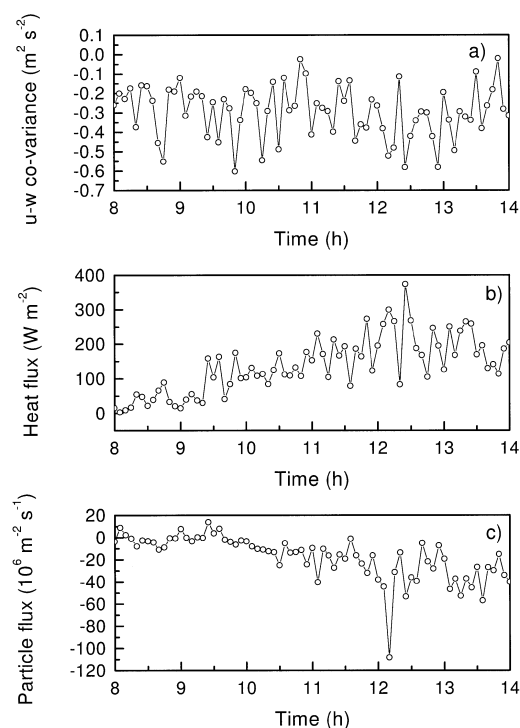 u-w co-variance (m² s⁻²)
0.1
0.0
-0.1
-0.2
-0.3
-0.4
-0.5
-0.6
-0.7
a)
8 9 10 11 12 13 14
Time (h)
Heat flux (W m⁻²)
400
300
200
100
0
b)
8 9 10 11 12 13 14
Time (h)
Particle flux (10⁶ m⁻² s⁻¹)
20
0
-20
-40
-60
-80
-100
-120
c)
8 9 10 11 12 13 14
Time (h)